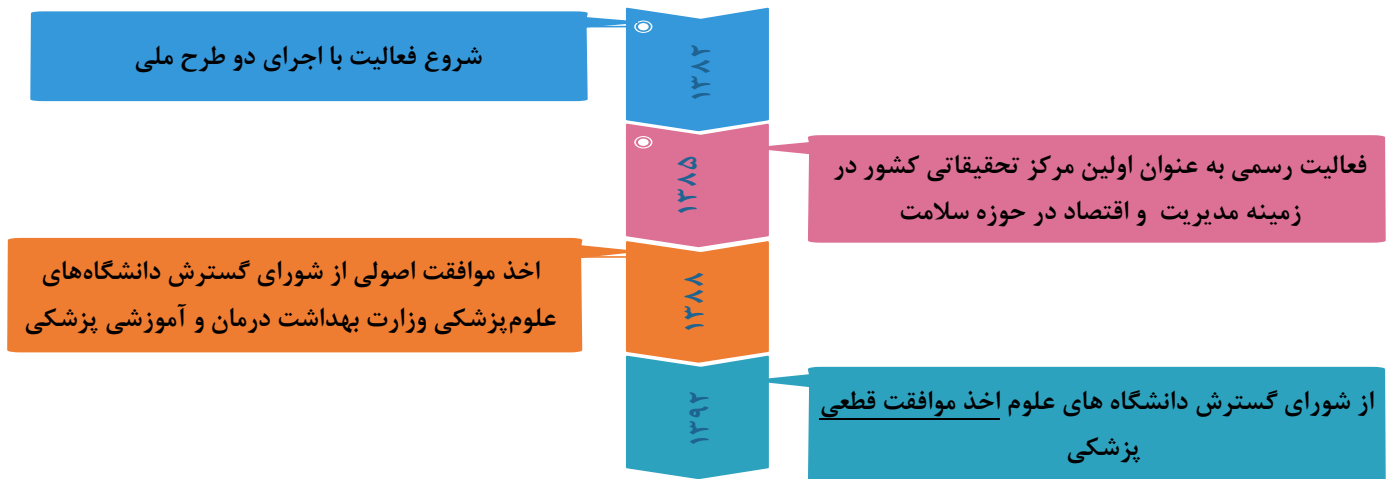 ۱۳۸۲
شروع فعالیت با اجرای دو طرح ملی
۱۳۸۵
فعالیت رسمی به عنوان اولین مرکز تحقیقاتی کشور در
زمینه مدیریت و اقتصاد در حوزه سلامت
۱۳۸۸
اخذ موافقت اصولی از شورای گسترش دانشگاه‌های
علوم‌پزشکی وزارت بهداشت درمان و آموزشی پزشکی
۱۳۹۲
از شورای گسترش دانشگاه های علوم اخذ موافقت قطعی
پزشکی